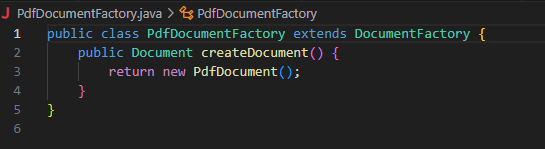 J PdfDocumentFactory.java > PdfDocumentFactory
1 public class PdfDocumentFactory extends DocumentFactory {
2 public Document createDocument() {
3 return new PdfDocument();
4 }
5 }
6